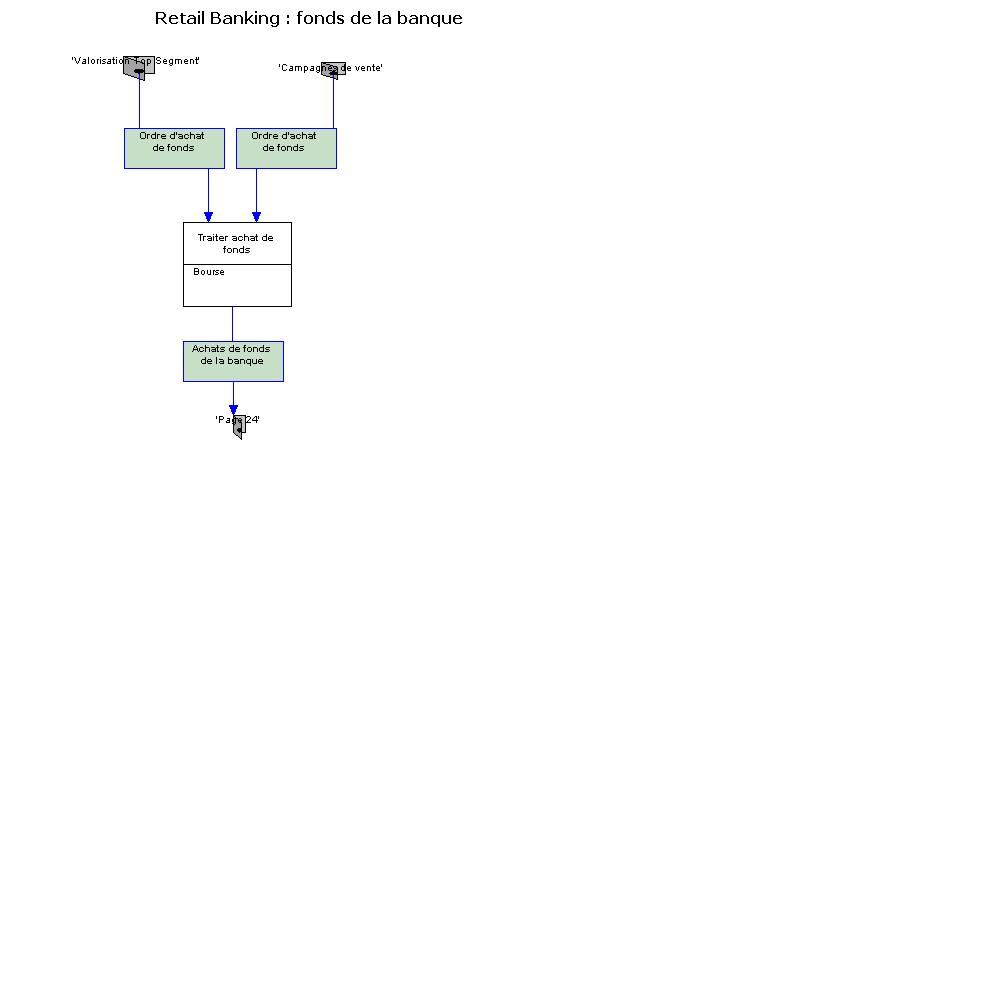 Retail Banking : fonds de la banque
'Valorisation Top Segment'
'Campagnes de vente'
Ordre d'achat
de fonds
Ordre d'achat
de fonds
Traiter achat de
fonds
Bourse
Achats de fonds
de la banque
'Page 24'